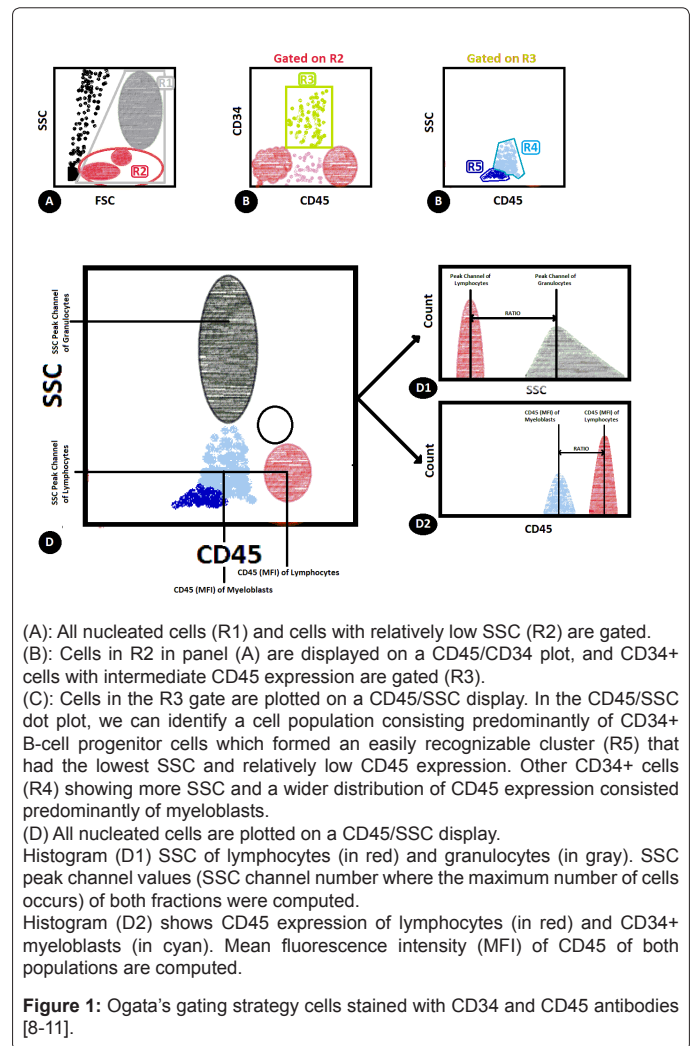 Gated on R2
Gated on R3
SSC
R1
R2
A
FSC
CD34
R3
B
CD45
SSC
R4
R5
B
CD45
SSC
SSC Peak Channel
of Granulocytes
SSC Peak Channel
of Lymphocytes
D
CD45
CD45 (MFI) of Lymphocytes
CD45 (MFI) of Myeloblasts
Peak Channel of
Lymphocytes
Peak Channel of
Granulocytes
RATIO
Count
D1
SSC
CD45 (MFI) of
Myeloblasts
CD45 (MFI) of
Lymphocytes
RATIO
Count
D2
CD45
(A): All nucleated cells (R1) and cells with relatively low SSC (R2) are gated.
(B): Cells in R2 in panel (A) are displayed on a CD45/CD34 plot, and CD34+
cells with intermediate CD45 expression are gated (R3).
(C): Cells in the R3 gate are plotted on a CD45/SSC display. In the CD45/SSC
dot plot, we can identify a cell population consisting predominantly of CD34+
B-cell progenitor cells which formed an easily recognizable cluster (R5) that
had the lowest SSC and relatively low CD45 expression. Other CD34+ cells
(R4) showing more SSC and a wider distribution of CD45 expression consisted
predominantly of myeloblasts.
(D) All nucleated cells are plotted on a CD45/SSC display.
Histogram (D1) SSC of lymphocytes (in red) and granulocytes (in gray). SSC
peak channel values (SSC channel number where the maximum number of cells
occurs) of both fractions were computed.
Histogram (D2) shows CD45 expression of lymphocytes (in red) and CD34+
myeloblasts (in cyan). Mean fluorescence intensity (MFI) of CD45 of both
populations are computed.
Figure 1: Ogata's gating strategy cells stained with CD34 and CD45 antibodies
[8-11].